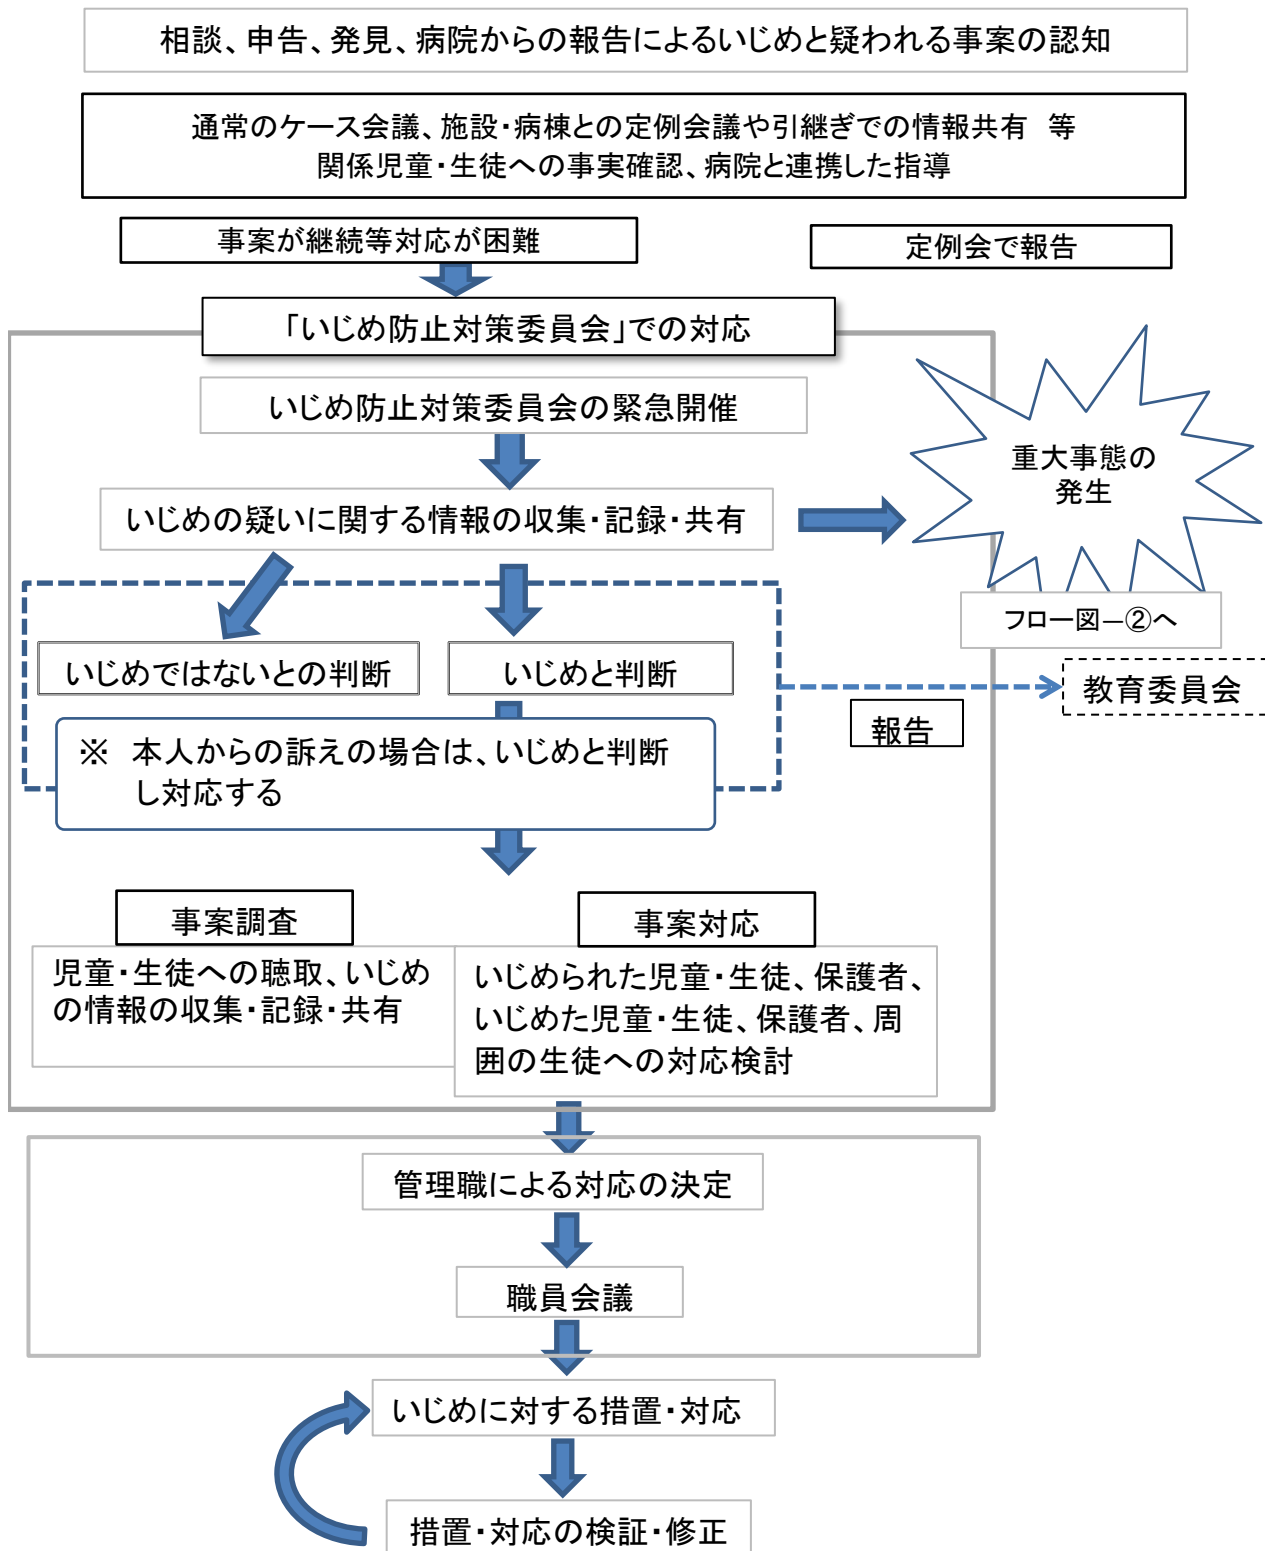 相談、申告、発見、病院からの報告によるいじめと疑われる事案の認知
通常のケース会議、施設・病棟との定例会議や引継ぎでの情報共有　等
関係児童・生徒への事実確認、病院と連携した指導
事案が継続等対応が困難
定例会で報告
「いじめ防止対策委員会」での対応
いじめ防止対策委員会の緊急開催
重大事態の
発生
いじめの疑いに関する情報の収集・記録・共有
フロー図―②へ
いじめではないとの判断
いじめと判断
教育委員会
報告
※　本人からの訴えの場合は、いじめと判断
し対応する
事案調査
児童・生徒への聴取、いじめ
の情報の収集・記録・共有
事案対応
いじめられた児童・生徒、保護者、
いじめた児童・生徒、保護者、周
囲の生徒への対応検討
管理職による対応の決定
職員会議
いじめに対する措置・対応
措置・対応の検証・修正